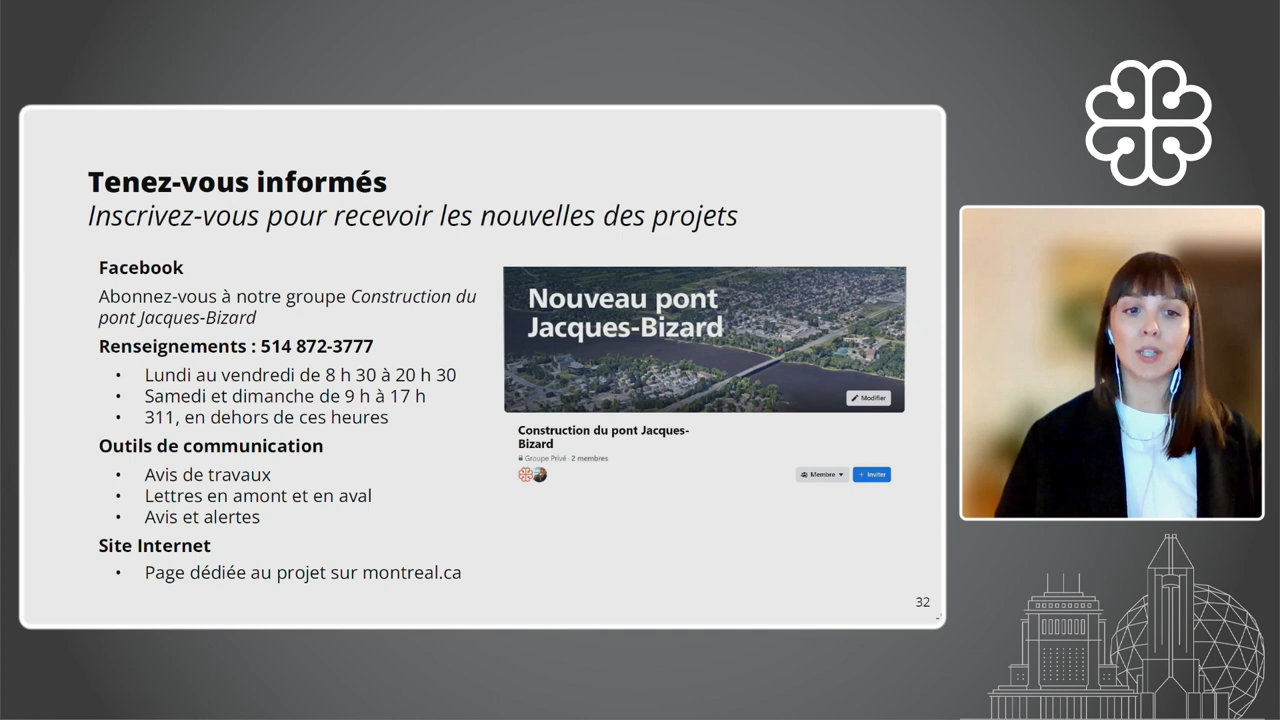 Tenez-vous informés
Inscrivez-vous pour recevoir les nouvelles des projets
Facebook
Abonnez-vous à notre groupe Construction du
pont Jacques-Bizard
Renseignements : 514 872-3777
• Lundi au vendredi de 8 h 30 à 20 h 30
• Samedi et dimanche de 9 h à 17 h
• 311, en dehors de ces heures
Outils de communication
• Avis de travaux
• Lettres en amont et en aval
• Avis et alertes
Site Internet
• Page dédiée au projet sur montreal.ca
Nouveau pont
Jacques-Bizard
Modifier
Construction du pont Jacques-
Bizard
Groupe Privé · 2 membres
Membre
+ Inviter
32